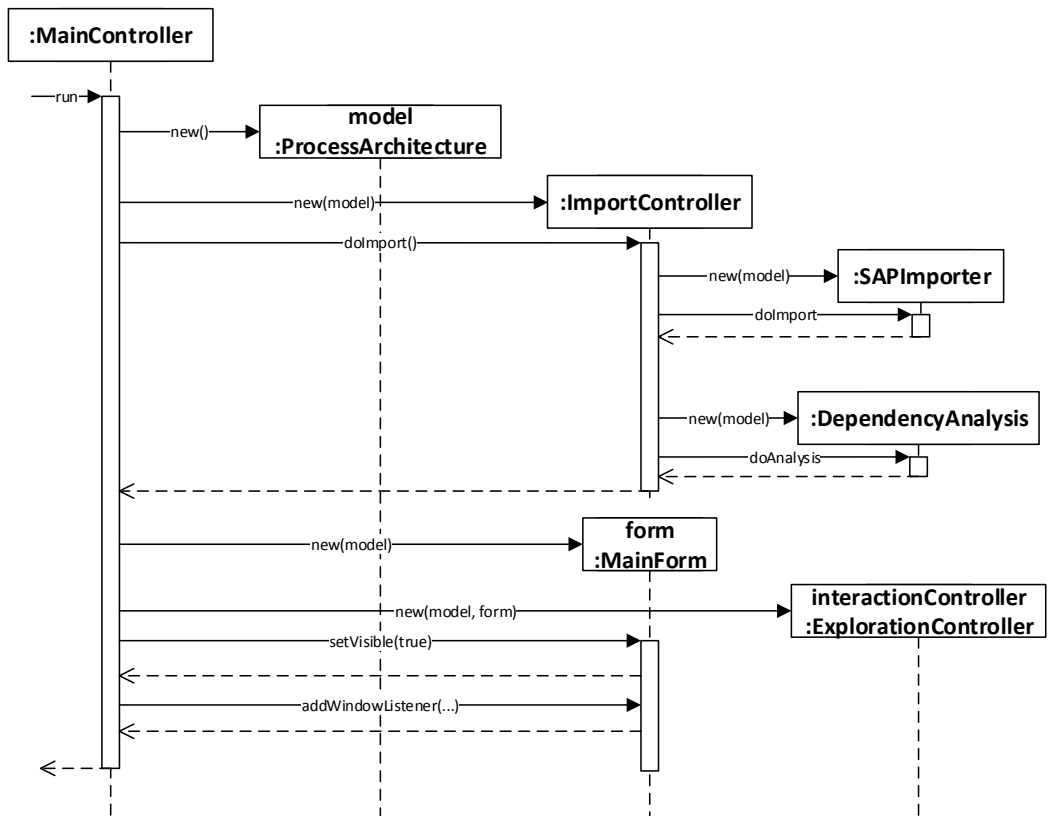 :MainController
run
new()
model
:ProcessArchitecture
new(model)
:ImportController
doImport()
new(model)
:SAPImporter
doImport
new(model)
:DependencyAnalysis
doAnalysis
new(model)
form
:MainForm
new(model, form)
interactionController
:ExplorationController
setVisible(true)
addWindowListener(...)